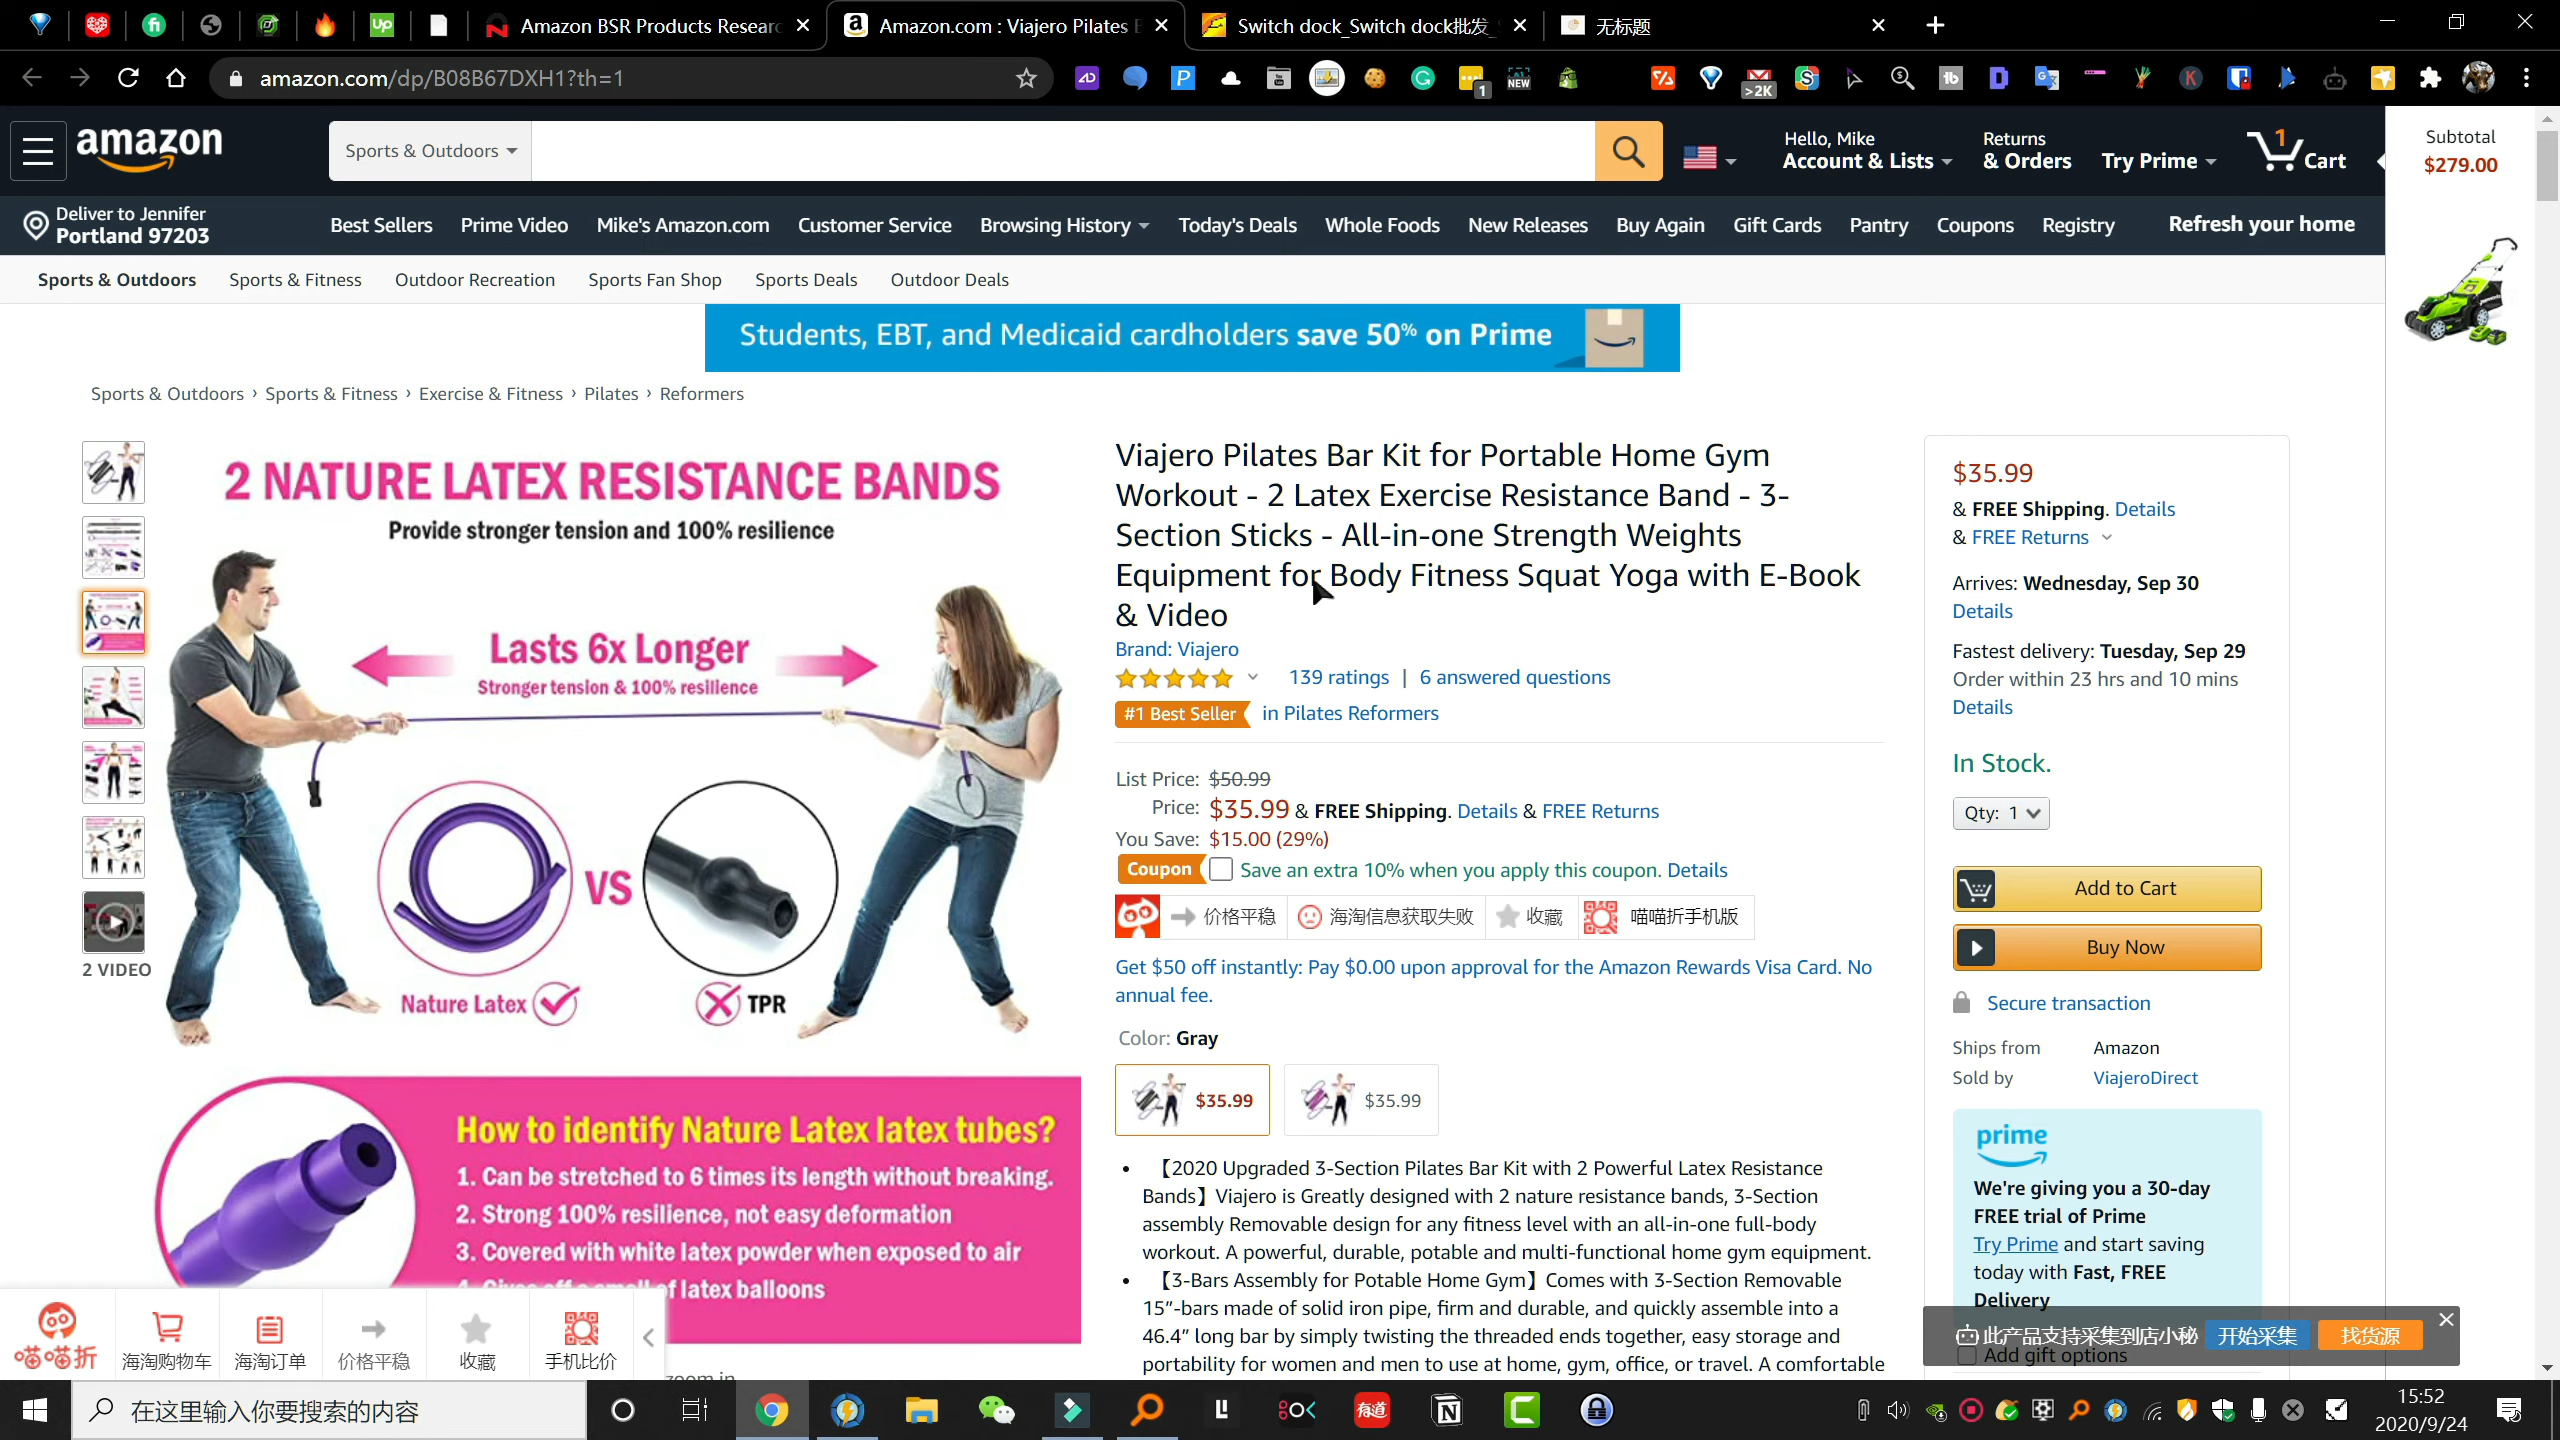 Amazon BSR Products Researc
Amazon.com : Viajero Pilates B
Switch dock_Switch dock批发_
无标题
amazon.com/dp/B08B67DXH1?th=1
1
NEW
>2K
amazon
Sports & Outdoors
Hello, Mike
Account & Lists
Returns
& Orders
Try Prime
1
Cart
Subtotal
$279.00
Deliver to Jennifer
Portland 97203
Best Sellers
Prime Video
Mike's Amazon.com
Customer Service
Browsing History
Today's Deals
Whole Foods
New Releases
Buy Again
Gift Cards
Pantry
Coupons
Registry
Refresh your home
Sports & Outdoors
Sports & Fitness
Outdoor Recreation
Sports Fan Shop
Sports Deals
Outdoor Deals
Students, EBT, and Medicaid cardholders save 50% on Prime
Sports & Outdoors › Sports & Fitness › Exercise & Fitness › Pilates › Reformers
2 NATURE LATEX RESISTANCE BANDS
Provide stronger tension and 100% resilience
Lasts 6x Longer
Stronger tension & 100% resilience
VS
Nature Latex
TPR
How to identify Nature Latex latex tubes?
1. Can be stretched to 6 times its length without breaking.
2. Strong 100% resilience, not easy deformation
3. Covered with white latex powder when exposed to air
of latex balloons
2 VIDEO
Viajero Pilates Bar Kit for Portable Home Gym
Workout - 2 Latex Exercise Resistance Band - 3-
Section Sticks - All-in-one Strength Weights
Equipment for Body Fitness Squat Yoga with E-Book
& Video
Brand: Viajero
139 ratings | 6 answered questions
#1 Best Seller in Pilates Reformers
List Price: $50.99
Price: $35.99 & FREE Shipping. Details & FREE Returns
You Save: $15.00 (29%)
Coupon Save an extra 10% when you apply this coupon. Details
价格平稳
海淘信息获取失败
收藏
喵喵折手机版
Get $50 off instantly: Pay $0.00 upon approval for the Amazon Rewards Visa Card. No
annual fee.
Color: Gray
$35.99
$35.99
【2020 Upgraded 3-Section Pilates Bar Kit with 2 Powerful Latex Resistance
Bands】Viajero is Greatly designed with 2 nature resistance bands, 3-Section
assembly Removable design for any fitness level with an all-in-one full-body
workout. A powerful, durable, potable and multi-functional home gym equipment.
【3-Bars Assembly for Potable Home Gym】Comes with 3-Section Removable
15”-bars made of solid iron pipe, firm and durable, and quickly assemble into a
46.4” long bar by simply twisting the threaded ends together, easy storage and
portability for women and men to use at home, gym, office, or travel. A comfortable
$35.99
& FREE Shipping. Details
& FREE Returns
Arrives: Wednesday, Sep 30
Details
Fastest delivery: Tuesday, Sep 29
Order within 23 hrs and 10 mins
Details
In Stock.
Qty: 1
Add to Cart
Buy Now
Secure transaction
Ships from Amazon
Sold by ViajeroDirect
prime
We're giving you a 30-day
FREE trial of Prime
Try Prime and start saving
today with Fast, FREE
Delivery
此产品支持采集到店小秘
开始采集
找货源
Add gift options
喵喵折
海淘购物车
海淘订单
价格平稳
收藏
手机比价
在这里输入你要搜索的内容
有道
15:52
2020/9/24